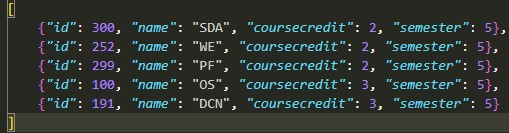 [
{"id": 300, "name": "SDA", "coursecredit": 2, "semester": 5},
{"id": 252, "name": "WE", "coursecredit": 2, "semester": 5},
{"id": 299, "name": "PF", "coursecredit": 2, "semester": 5},
{"id": 100, "name": "OS", "coursecredit": 3, "semester": 5},
{"id": 191, "name": "DCN", "coursecredit": 3, "semester": 5}
]